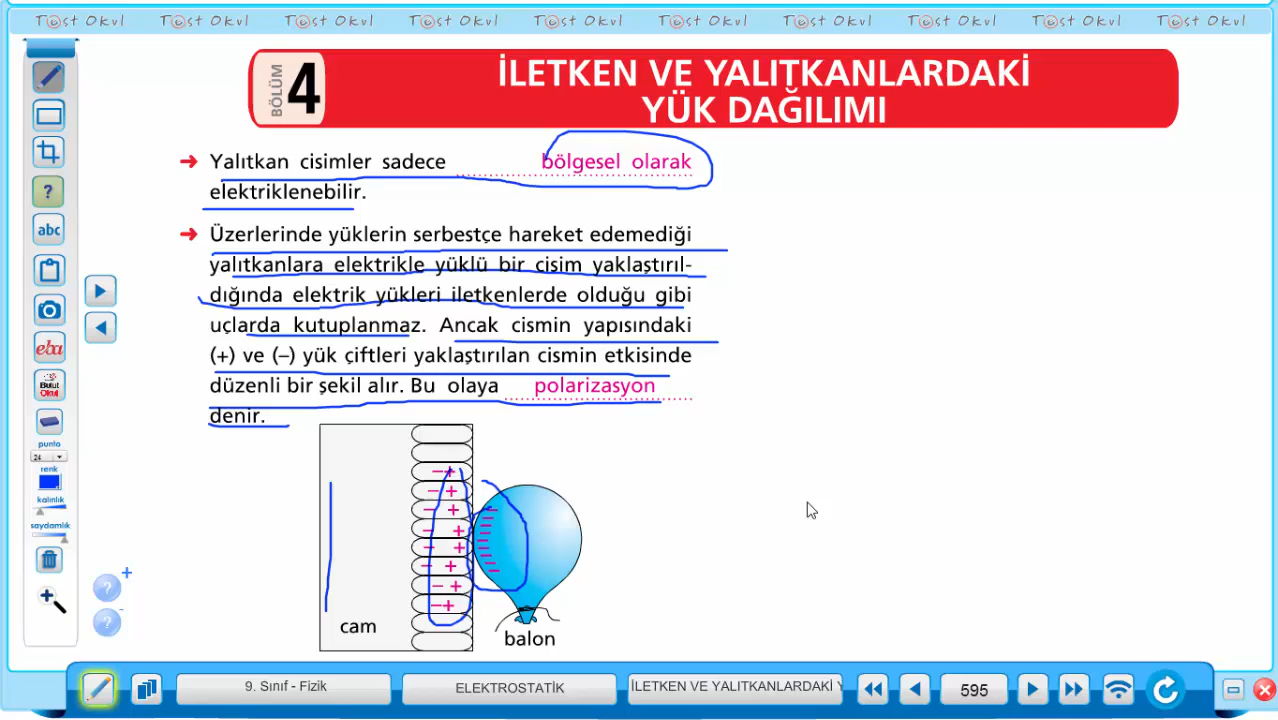 Test Okul Test Okul Test Okul Test Okul Test Okul Test Okul Test Okul Test Okul Test Okul Test Okul
BÖLÜM 4
İLETKEN VE YALITKANLARDAKİ
YÜK DAĞILIMI
➜ Yalıtkan cisimler sadece bölgesel olarak
elektriklenebilir.
➜ Üzerlerinde yüklerin serbestçe hareket edemediği
yalıtkanlara elektrikle yüklü bir cisim yaklaştırıl-
dığında elektrik yükleri iletkenlerde olduğu gibi
uçlarda kutuplanmaz. Ancak cismin yapısındaki
(+) ve (–) yük çiftleri yaklaştırılan cismin etkisinde
düzenli bir şekil alır. Bu olaya polarizasyon
denir.
– +
– +
– +
– +
– +
– +
– +
– +
cam
balon
?
abc
eba
Bulut
Okul
punto
24
renk
kalınlık
saydamlık
? +
? -
9. Sınıf - Fizik
ELEKTROSTATİK
İLETKEN VE YALITKANLARDAKİ Y
595